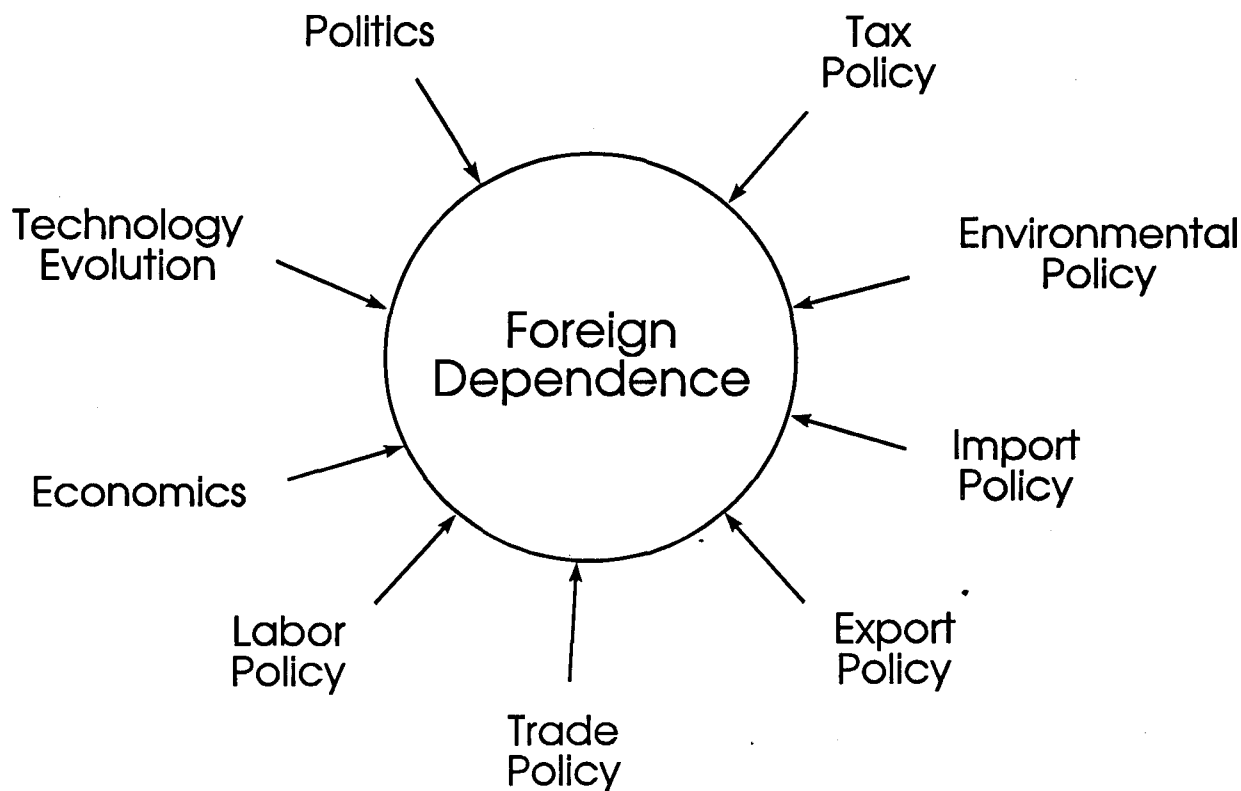 Politics
Tax
Policy
Technology
Evolution
Environmental
Policy
Foreign
Dependence
Economics
Import
Policy
Labor
Policy
Export
Policy
Trade
Policy